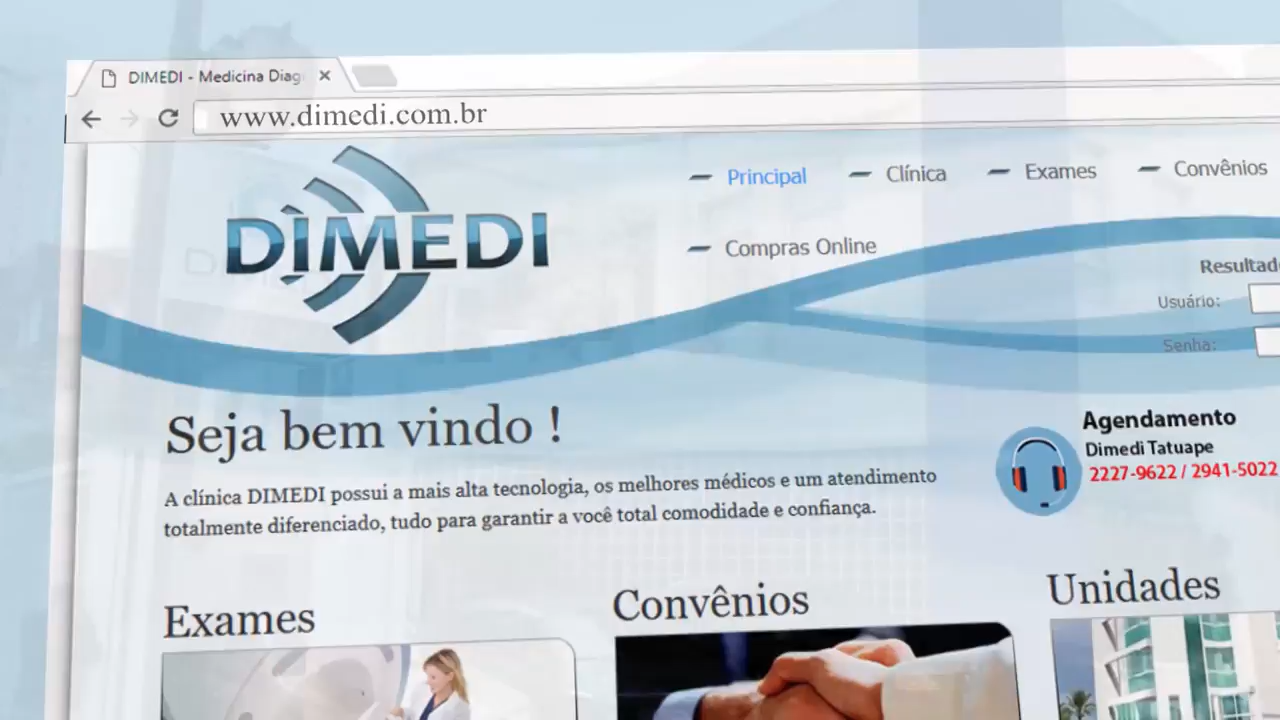 DIMEDI - Medicina Diag
www.dimedi.com.br
DIMEDI
Principal
Clínica
Exames
Convênios
Compras Online
Resultad
Usuário:
Senha:
Seja bem vindo !
A clínica DIMEDI possui a mais alta tecnologia, os melhores médicos e um atendimento
totalmente diferenciado, tudo para garantir a você total comodidade e confiança.
Agendamento
Dimedi Tatuape
2227-9622 / 2941-5022
Exames
Convênios
Unidades